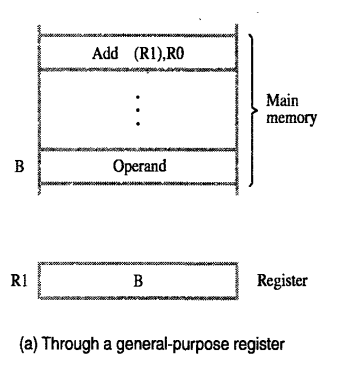 Add (R1),R0
Main
memory
B Operand
R1 B Register
(a) Through a general-purpose register